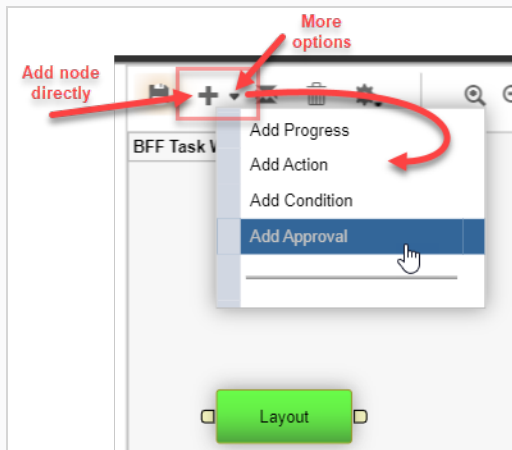 More
options
Add node
directly
BFF Task
Add Progress
Add Action
Add Condition
Add Approval
Layout